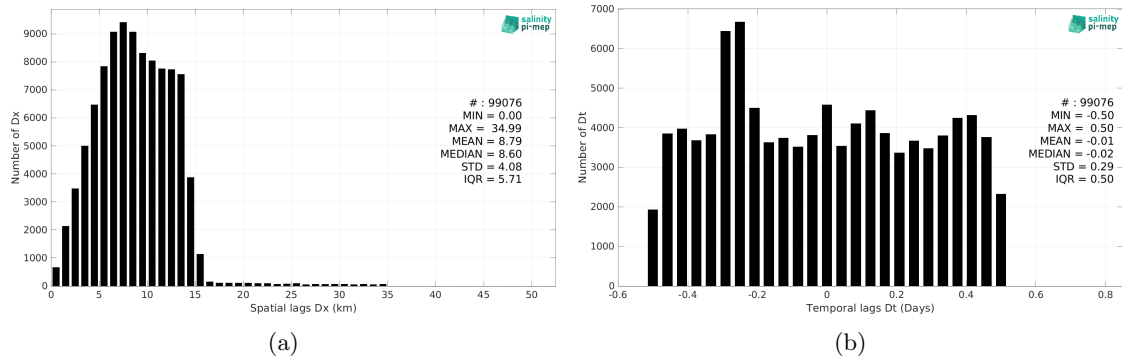 salinity
pi-mep
9000
8000
7000
6000
5000
4000
3000
2000
1000
0
Number of Dx
# : 99076
MIN = 0.00
MAX = 34.99
MEAN = 8.79
MEDIAN = 8.60
STD = 4.08
IQR = 5.71
0 5 10 15 20 25 30 35 40 45 50
Spatial lags Dx (km)
(a)
salinity
pi-mep
7000
6000
5000
4000
3000
2000
1000
0
Number of Dt
# : 99076
MIN = -0.50
MAX = 0.50
MEAN = -0.01
MEDIAN = -0.02
STD = 0.29
IQR = 0.50
-0.6 -0.4 -0.2 0 0.2 0.4 0.6 0.8
Temporal lags Dt (Days)
(b)